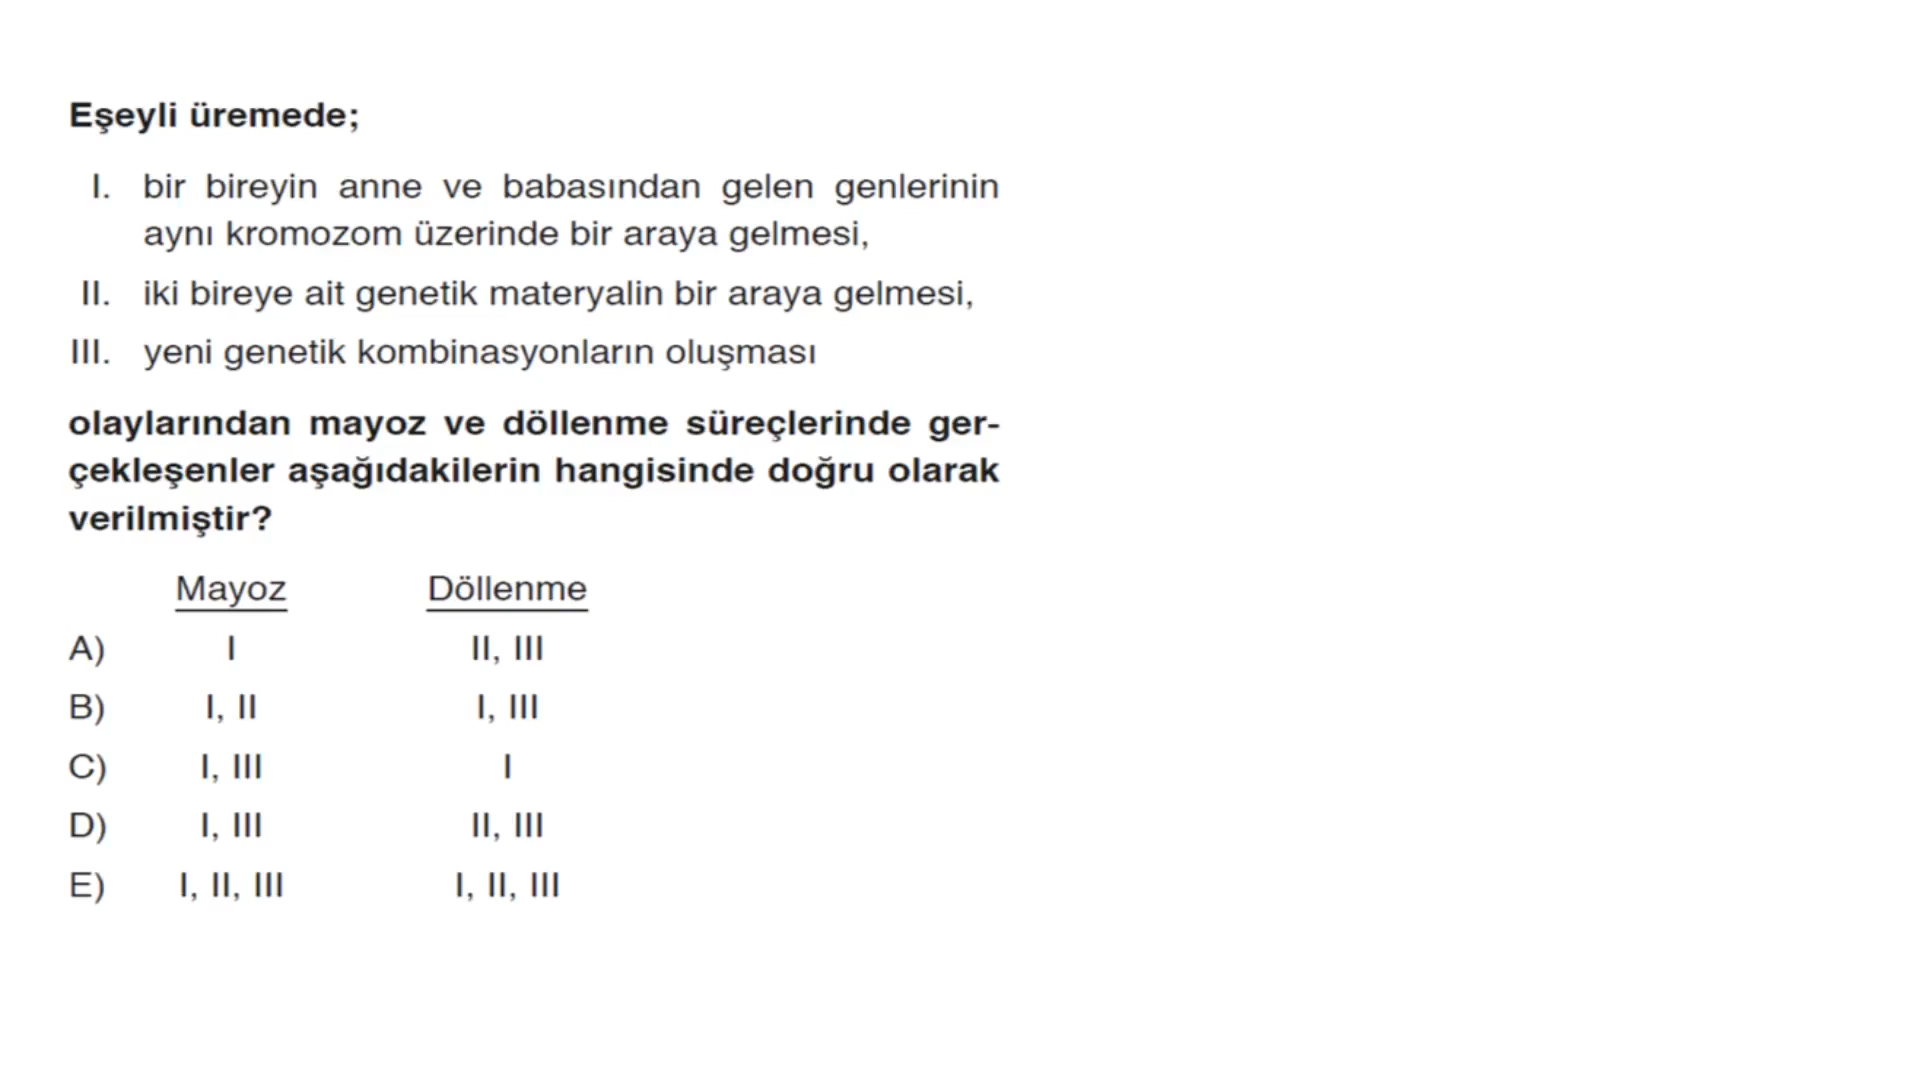 Eşeyli üremede;
I. bir bireyin anne ve babasından gelen genlerinin
aynı kromozom üzerinde bir araya gelmesi,
II. iki bireye ait genetik materyalin bir araya gelmesi,
III. yeni genetik kombinasyonların oluşması
olaylarından mayoz ve döllenme süreçlerinde ger-
çekleşenler aşağıdakilerin hangisinde doğru olarak
verilmiştir?
Mayoz Döllenme
A) I II, III
B) I, II I, III
C) I, III I
D) I, III II, III
E) I, II, III I, II, III